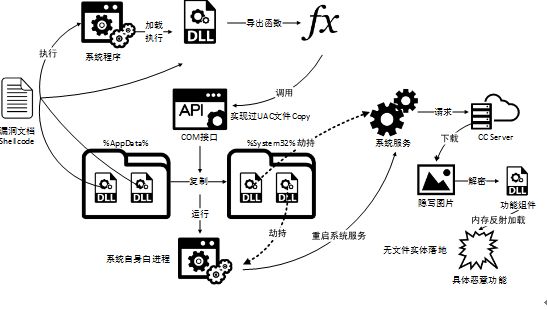 加载
执行
DLL
导出函数
fx
执行
系统程序
调用
漏洞文档
Shellcode
API
实现过UAC文件Copy
COM接口
系统服务
请求
CC Server
下载
%AppData%
%System32%
劫持
DLL
DLL
复制
DLL
DLL
隐写图片
解密
DLL
功能组件
内存反射加载
运行
劫持
重启系统服务
系统自身白进程
无文件实体落地
具体恶意功能